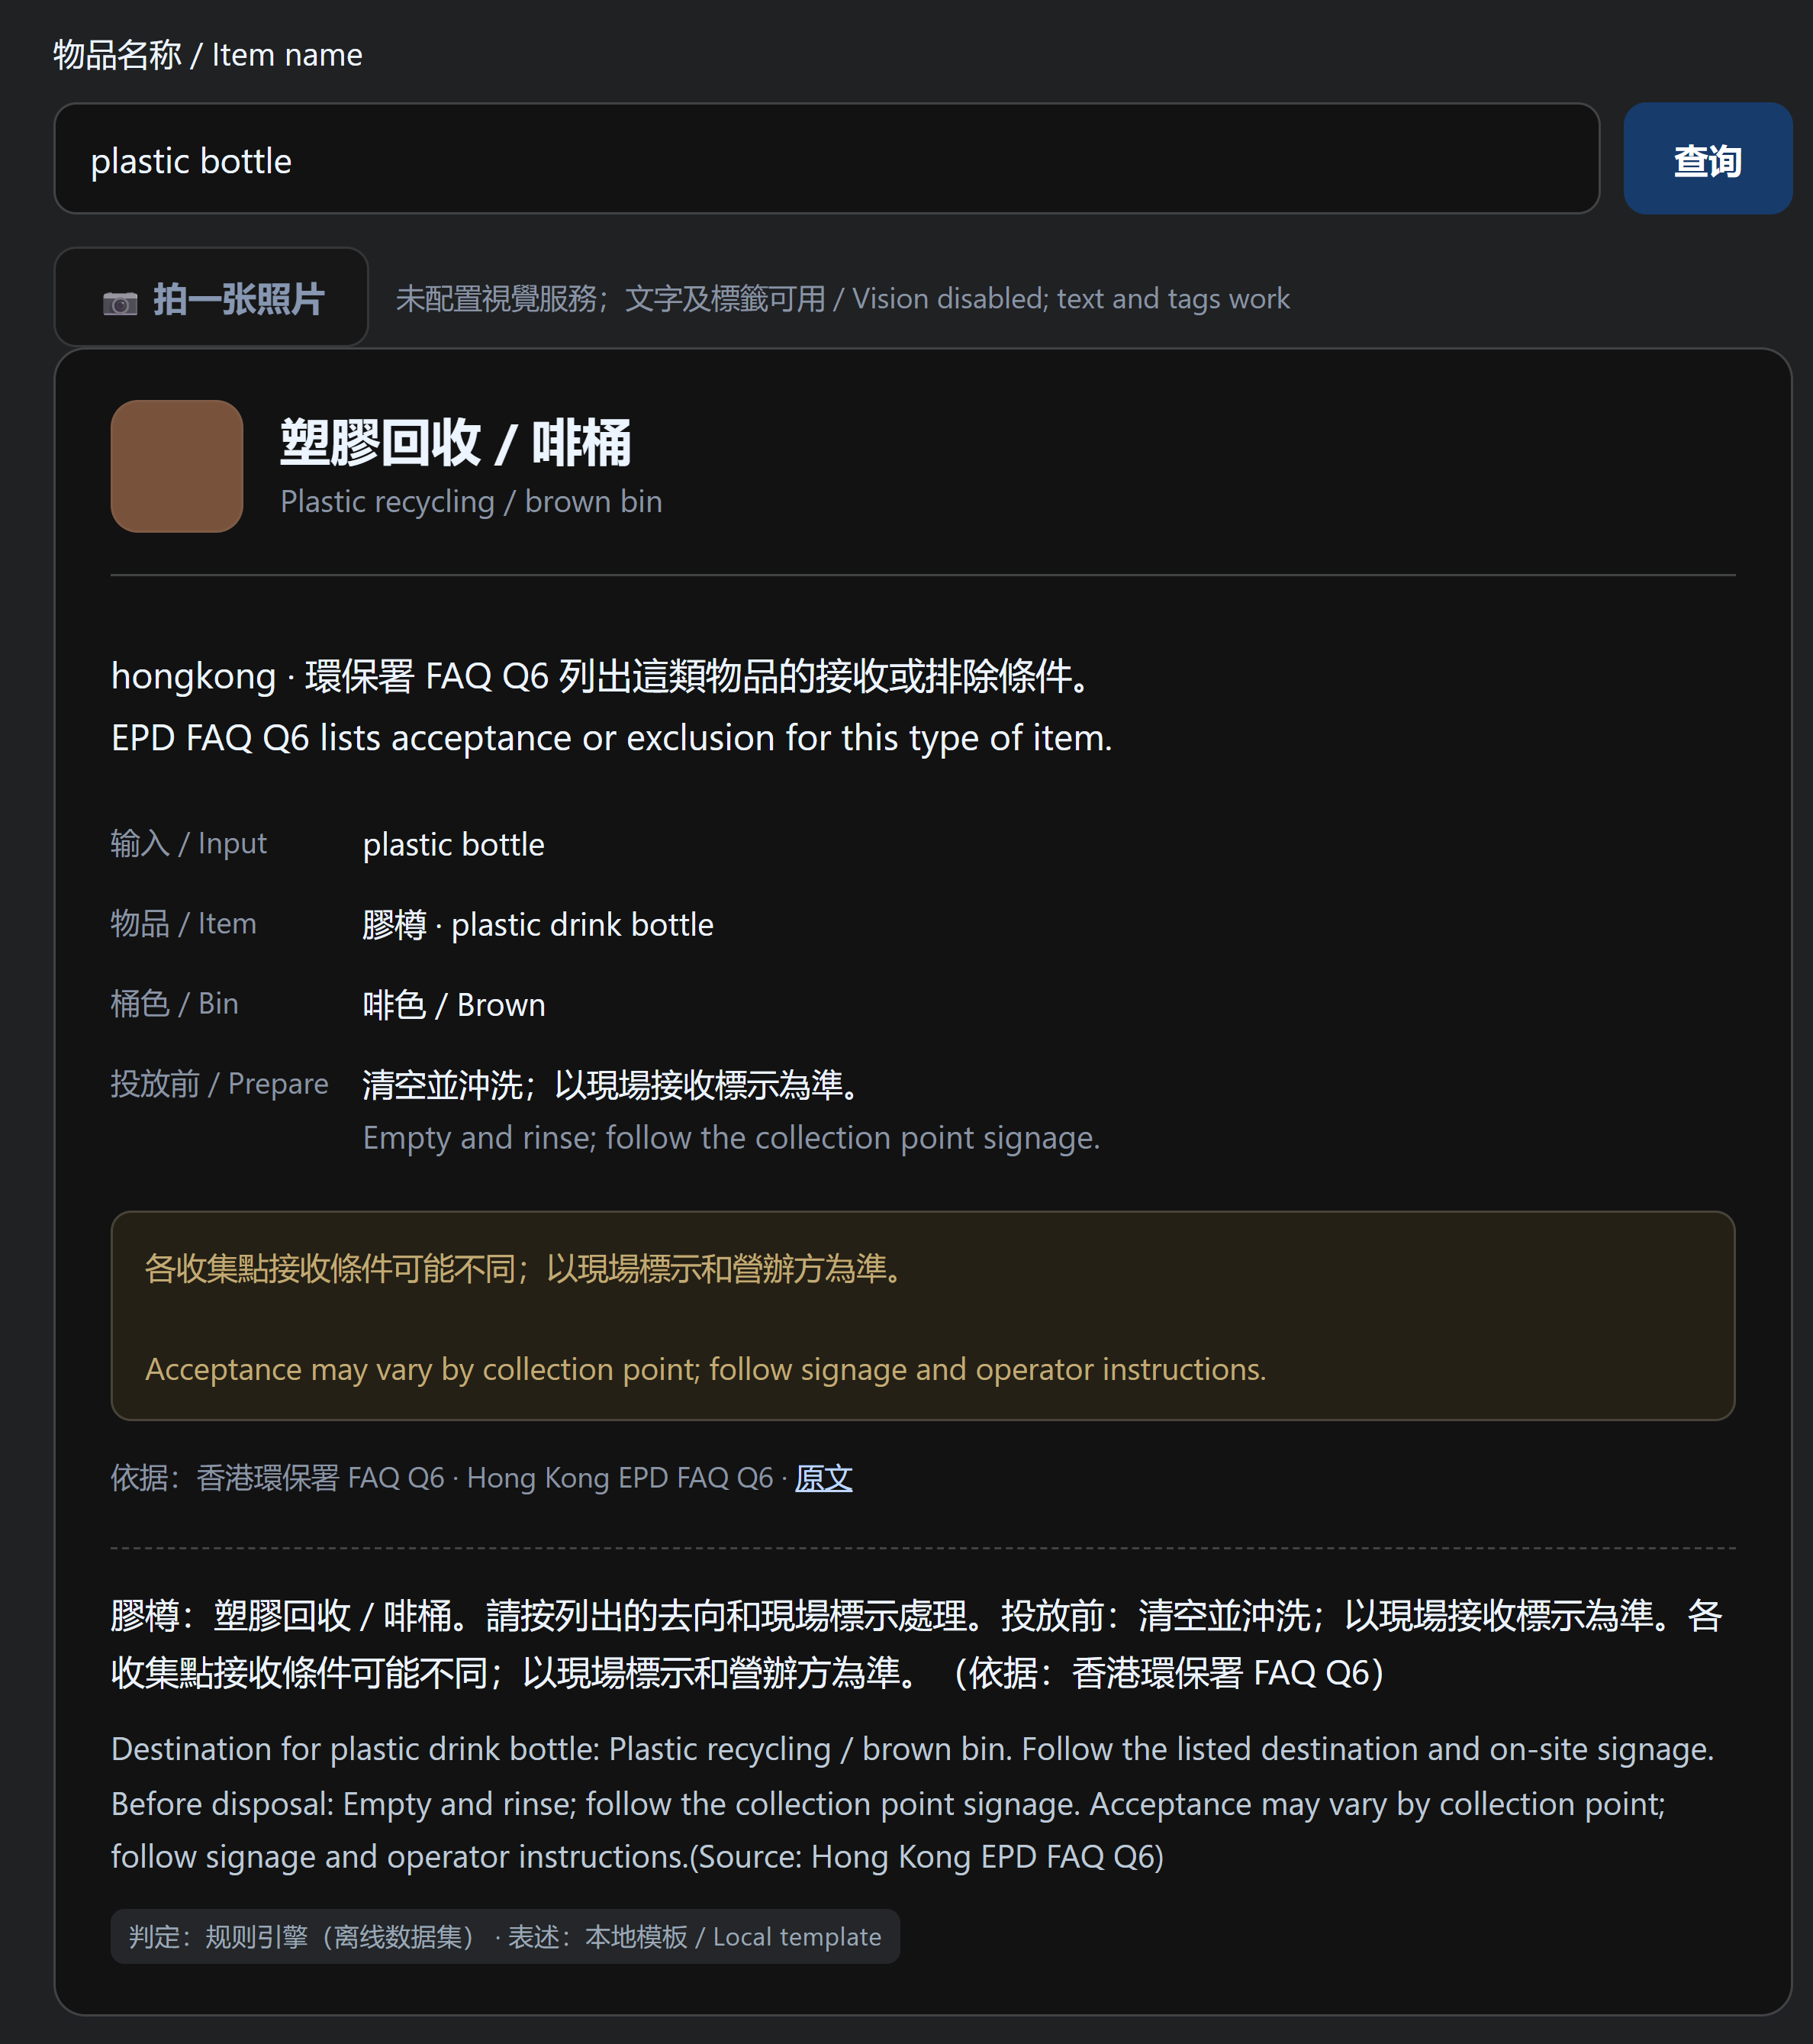 物品名称 / Item name
plastic bottle
查询
拍一张照片
未配置視覺服務；文字及標籤可用 / Vision disabled; text and tags work
塑膠回收 / 啡桶
Plastic recycling / brown bin
hongkong · 環保署 FAQ Q6 列出這類物品的接收或排除條件。
EPD FAQ Q6 lists acceptance or exclusion for this type of item.
输入 / Input
plastic bottle
物品 / Item
膠樽 · plastic drink bottle
桶色 / Bin
啡色 / Brown
投放前 / Prepare
清空並沖洗；以現場接收標示為準。
Empty and rinse; follow the collection point signage.
各收集點接收條件可能不同；以現場標示和營辦方為準。
Acceptance may vary by collection point; follow signage and operator instructions.
依据：香港環保署 FAQ Q6 · Hong Kong EPD FAQ Q6 · 原文
膠樽：塑膠回收 / 啡桶。請按列出的去向和現場標示處理。投放前：清空並沖洗；以現場接收標示為準。各
收集點接收條件可能不同；以現場標示和營辦方為準。（依据：香港環保署 FAQ Q6）
Destination for plastic drink bottle: Plastic recycling / brown bin. Follow the listed destination and on-site signage.
Before disposal: Empty and rinse; follow the collection point signage. Acceptance may vary by collection point;
follow signage and operator instructions.(Source: Hong Kong EPD FAQ Q6)
判定：规则引擎（离线数据集） · 表述：本地模板 / Local template